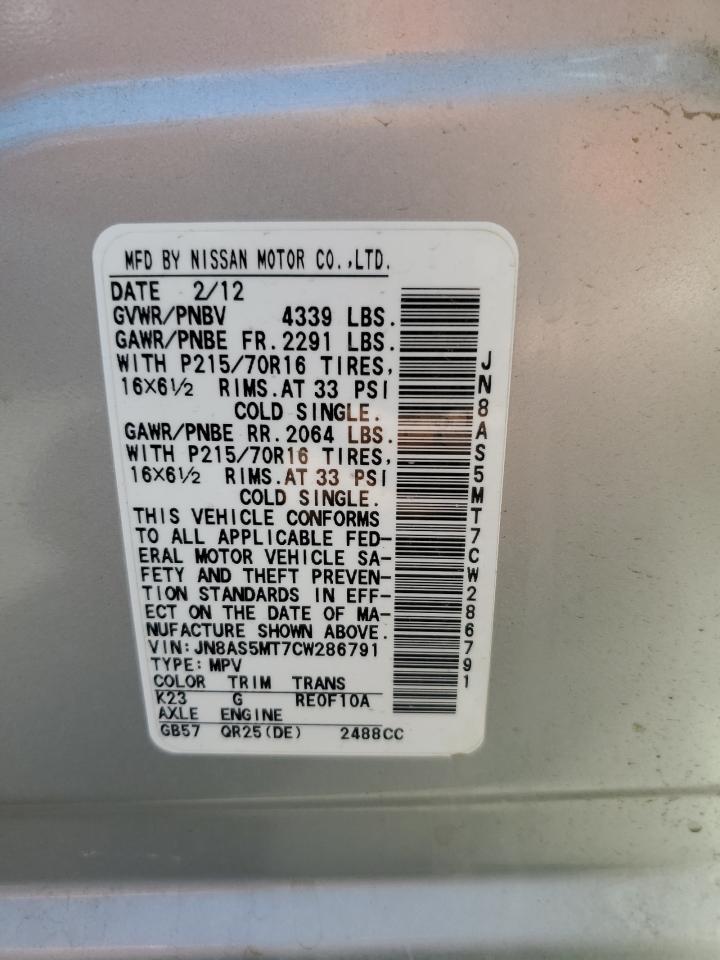 MFD BY NISSAN MOTOR CO.,LTD.
DATE 2/12
GVWR/PNBV 4339 LBS.
GAWR/PNBE FR.2291 LBS.
WITH P215/70R16 TIRES,
16X6½ RIMS.AT 33 PSI
COLD SINGLE.
GAWR/PNBE RR.2064 LBS.
WITH P215/70R16 TIRES,
16X6½ RIMS.AT 33 PSI
COLD SINGLE.
THIS VEHICLE CONFORMS
TO ALL APPLICABLE FED-
ERAL MOTOR VEHICLE SA-
FETY AND THEFT PREVEN-
TION STANDARDS IN EFF-
ECT ON THE DATE OF MA-
NUFACTURE SHOWN ABOVE.
VIN:JN8AS5MT7CW286791
TYPE:MPV
COLOR TRIM TRANS
K23 G RE0F10A
AXLE ENGINE
GB57 QR25(DE) 2488CC
JN8AS5MT7CW286791